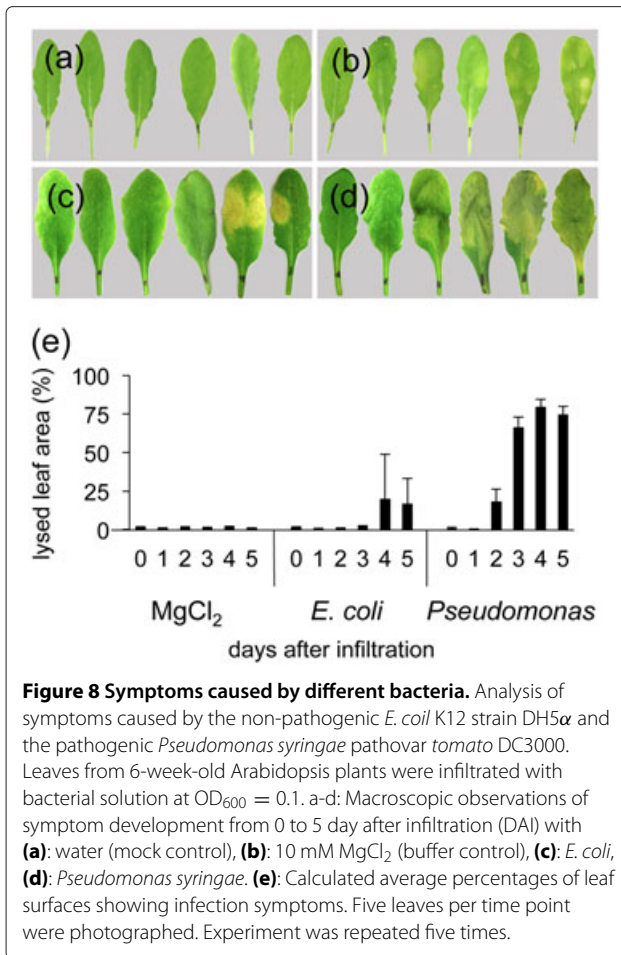 (a) (b)
(c) (d)
(e)
lysed leaf area (%)
100
75
50
25
0
0 1 2 3 4 5 0 1 2 3 4 5 0 1 2 3 4 5
MgCl₂ E. coli Pseudomonas
days after infiltration
Figure 8 Symptoms caused by different bacteria. Analysis of
symptoms caused by the non-pathogenic E. coil K12 strain DH5α and
the pathogenic Pseudomonas syringae pathovar tomato DC3000.
Leaves from 6-week-old Arabidopsis plants were infiltrated with
bacterial solution at OD₆₀₀ = 0.1. a-d: Macroscopic observations of
symptom development from 0 to 5 day after infiltration (DAI) with
(a): water (mock control), (b): 10 mM MgCl₂ (buffer control), (c): E. coli,
(d): Pseudomonas syringae. (e): Calculated average percentages of leaf
surfaces showing infection symptoms. Five leaves per time point
were photographed. Experiment was repeated five times.